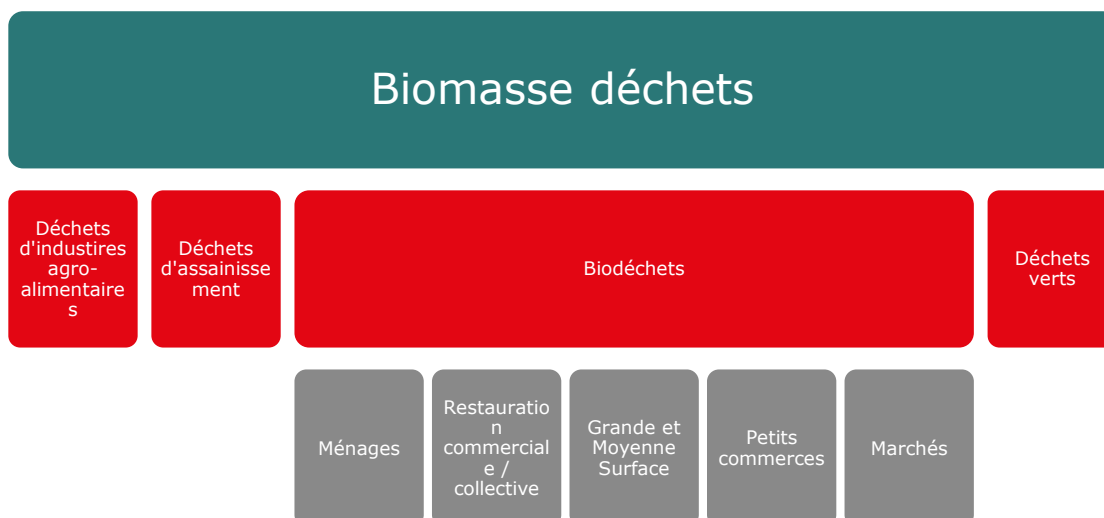 Biomasse déchets
Déchets
d'industires
agro-
alimentaire
s
Déchets
d'assainisse
ment
Biodéchets
Déchets
verts
Ménages
Restauratio
n
commercial
e /
collective
Grande et
Moyenne
Surface
Petits
commerces
Marchés